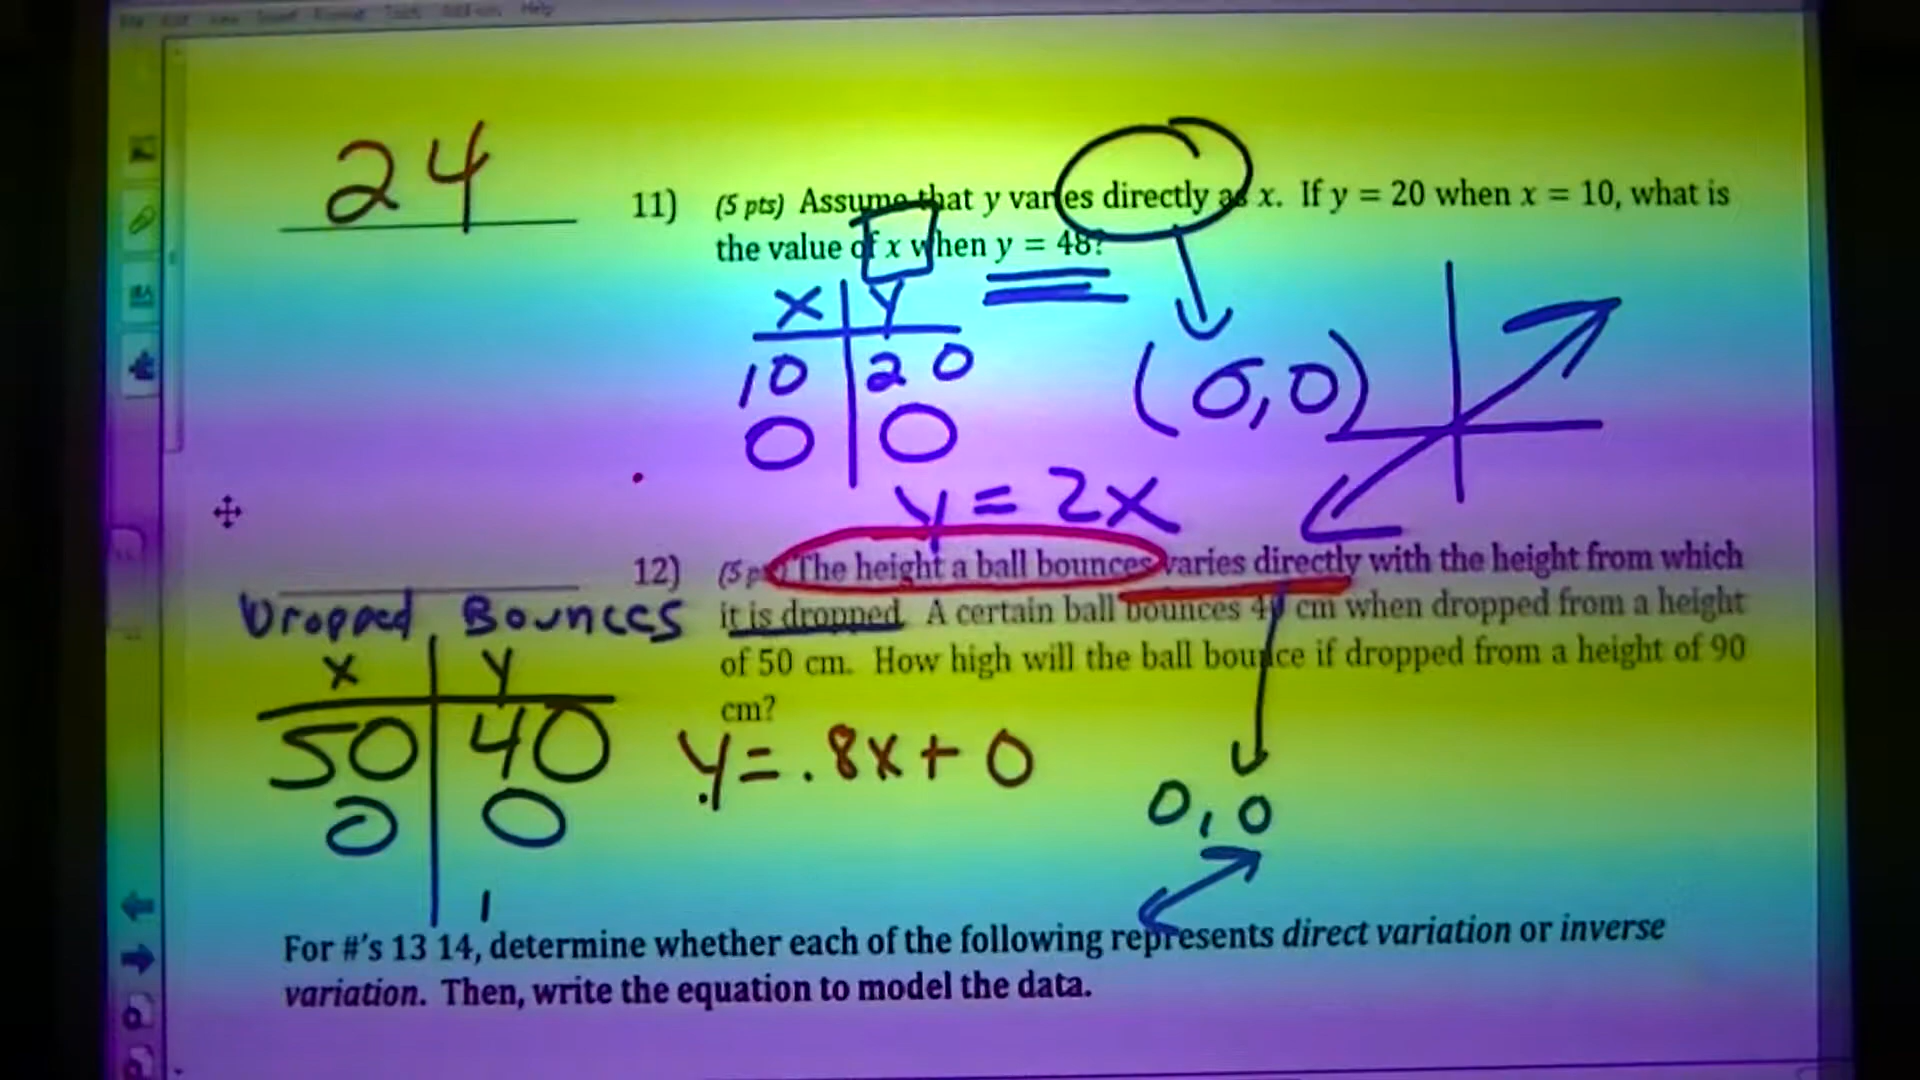 Help
24
11) (5 pts) Assume that y varies directly as x. If y = 20 when x = 10, what is
the value of x when y = 48?
X Y
10 20
0 0
(0,0)
y = 2x
12) (5 The height a ball bounces varies directly with the height from which
it is dropped. A certain ball bounces cm when dropped from a height
of 50 cm. How high will the ball bounce if dropped from a height of 90
cm?
Dropped Bounces
X Y
50 40
0 0
y = .8x + 0
0,0
For #'s 13 14, determine whether each of the following represents direct variation or inverse
variation. Then, write the equation to model the data.